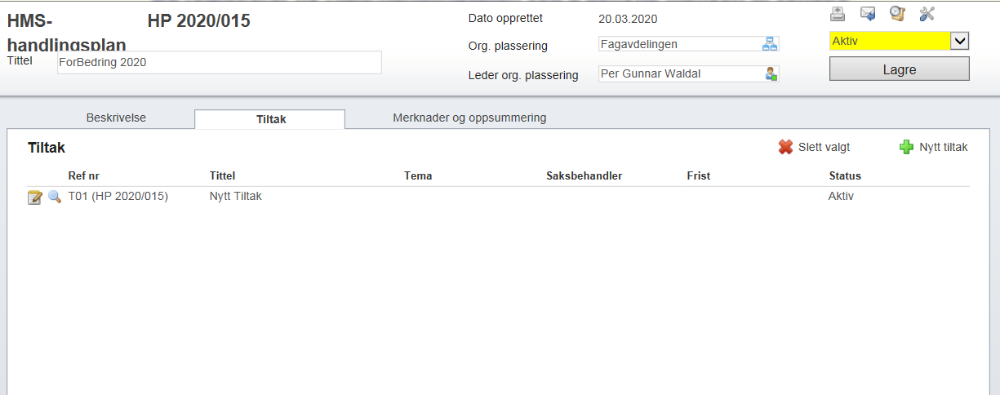 HMS-
handlingsplan
HP 2020/015
Tittel
ForBedring 2020
Dato opprettet
20.03.2020
Org. plassering
Fagavdelingen
Leder org. plassering
Per Gunnar Waldal
Aktiv
Lagre
Beskrivelse
Tiltak
Merknader og oppsummering
Tiltak
Slett valgt
Nytt tiltak
Ref nr Tittel Tema Saksbehandler Frist Status
T01 (HP 2020/015) Nytt Tiltak Aktiv